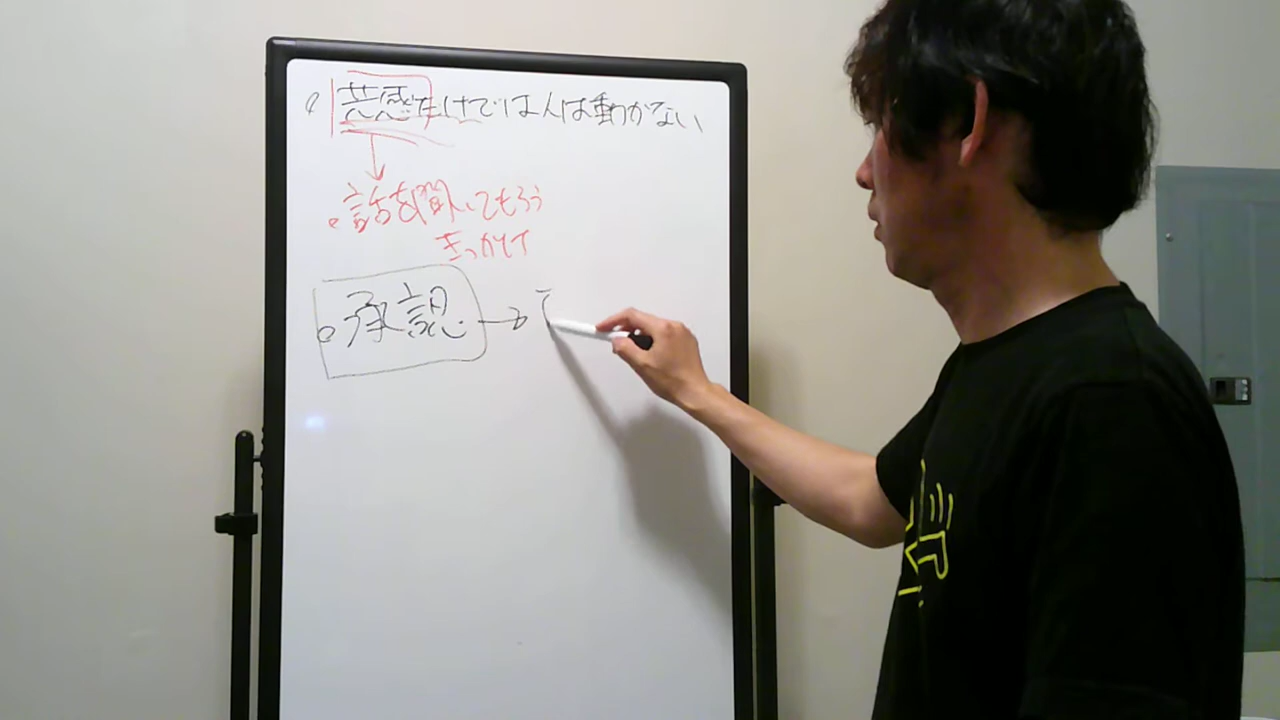 共感だけでは人は動かない
話を聞いてもらう
きっかけで
承認 →